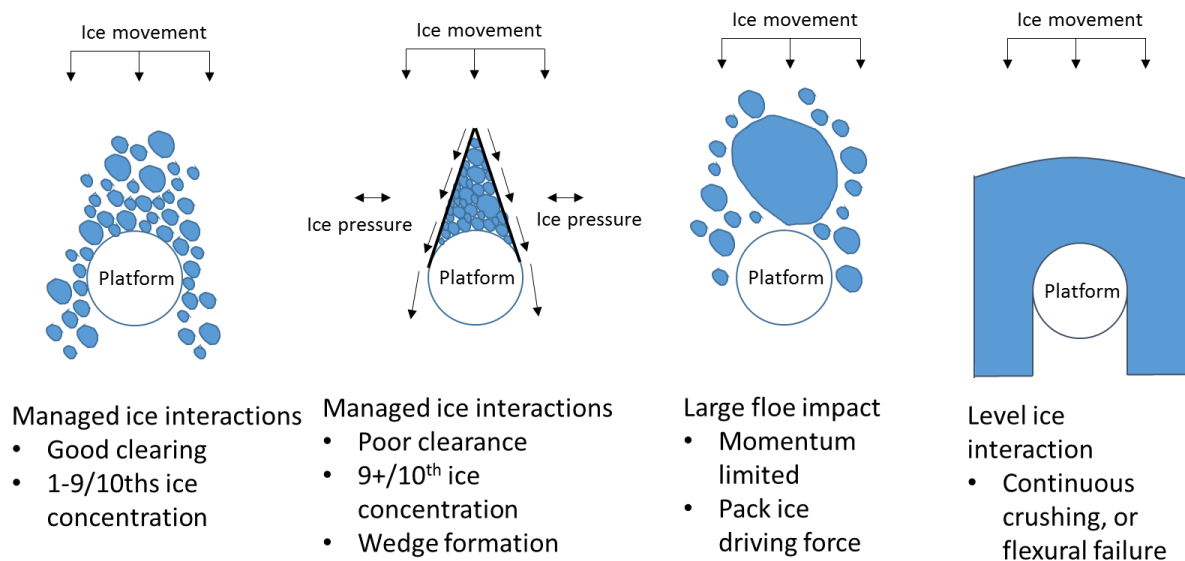 Ice movement
Platform
Managed ice interactions
• Good clearing
• 1-9/10ths ice
concentration
Ice movement
Ice pressure
Ice pressure
Platform
Managed ice interactions
• Poor clearance
• 9+/10th ice
concentration
• Wedge formation
Ice movement
Platform
Large floe impact
• Momentum
limited
• Pack ice
driving force
Ice movement
Platform
Level ice
interaction
• Continuous
crushing, or
flexural failure